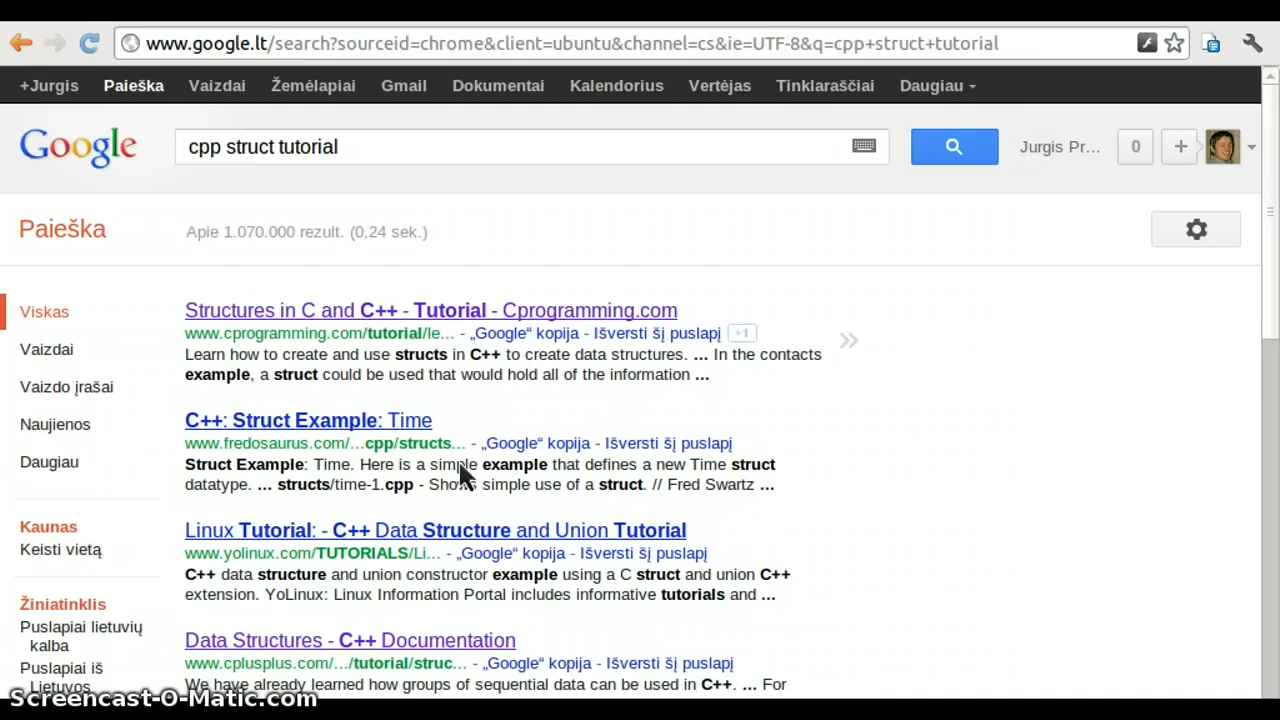 www.google.lt/search?sourceid=chrome&client=ubuntu&channel=cs&ie=UTF-8&q=cpp+struct+tutorial
+Jurgis Paieška Vaizdai Žemėlapiai Gmail Dokumentai Kalendorius Vertėjas Tinklaraščiai Daugiau
Google cpp struct tutorial Jurgis Pr... 0 +
Paieška Apie 1.070.000 rezult. (0,24 sek.)
Viskas
Vaizdai
Vaizdo įrašai
Naujienos
Daugiau
Kaunas
Keisti vietą
Žiniatinklis
Puslapiai lietuvių
kalba
Puslapiai iš
Lietuvos
Structures in C and C++ - Tutorial - Cprogramming.com
www.cprogramming.com/tutorial/le... - „Google“ kopija - Išversti šį puslapį +1
Learn how to create and use structs in C++ to create data structures. ... In the contacts
example, a struct could be used that would hold all of the information ...
C++: Struct Example: Time
www.fredosaurus.com/...cpp/structs... - „Google“ kopija - Išversti šį puslapį
Struct Example: Time. Here is a simple example that defines a new Time struct
datatype. ... structs/time-1.cpp - Shows simple use of a struct. // Fred Swartz ...
Linux Tutorial: - C++ Data Structure and Union Tutorial
www.yolinux.com/TUTORIALS/Li... - „Google“ kopija - Išversti šį puslapį
C++ data structure and union constructor example using a C struct and union C++
extension. YoLinux: Linux Information Portal includes informative tutorials and ...
Data Structures - C++ Documentation
www.cplusplus.com/.../tutorial/struc... - „Google“ kopija - Išversti šį puslapį
We have already learned how groups of sequential data can be used in C++. ... For
Screencast-O-Matic.com